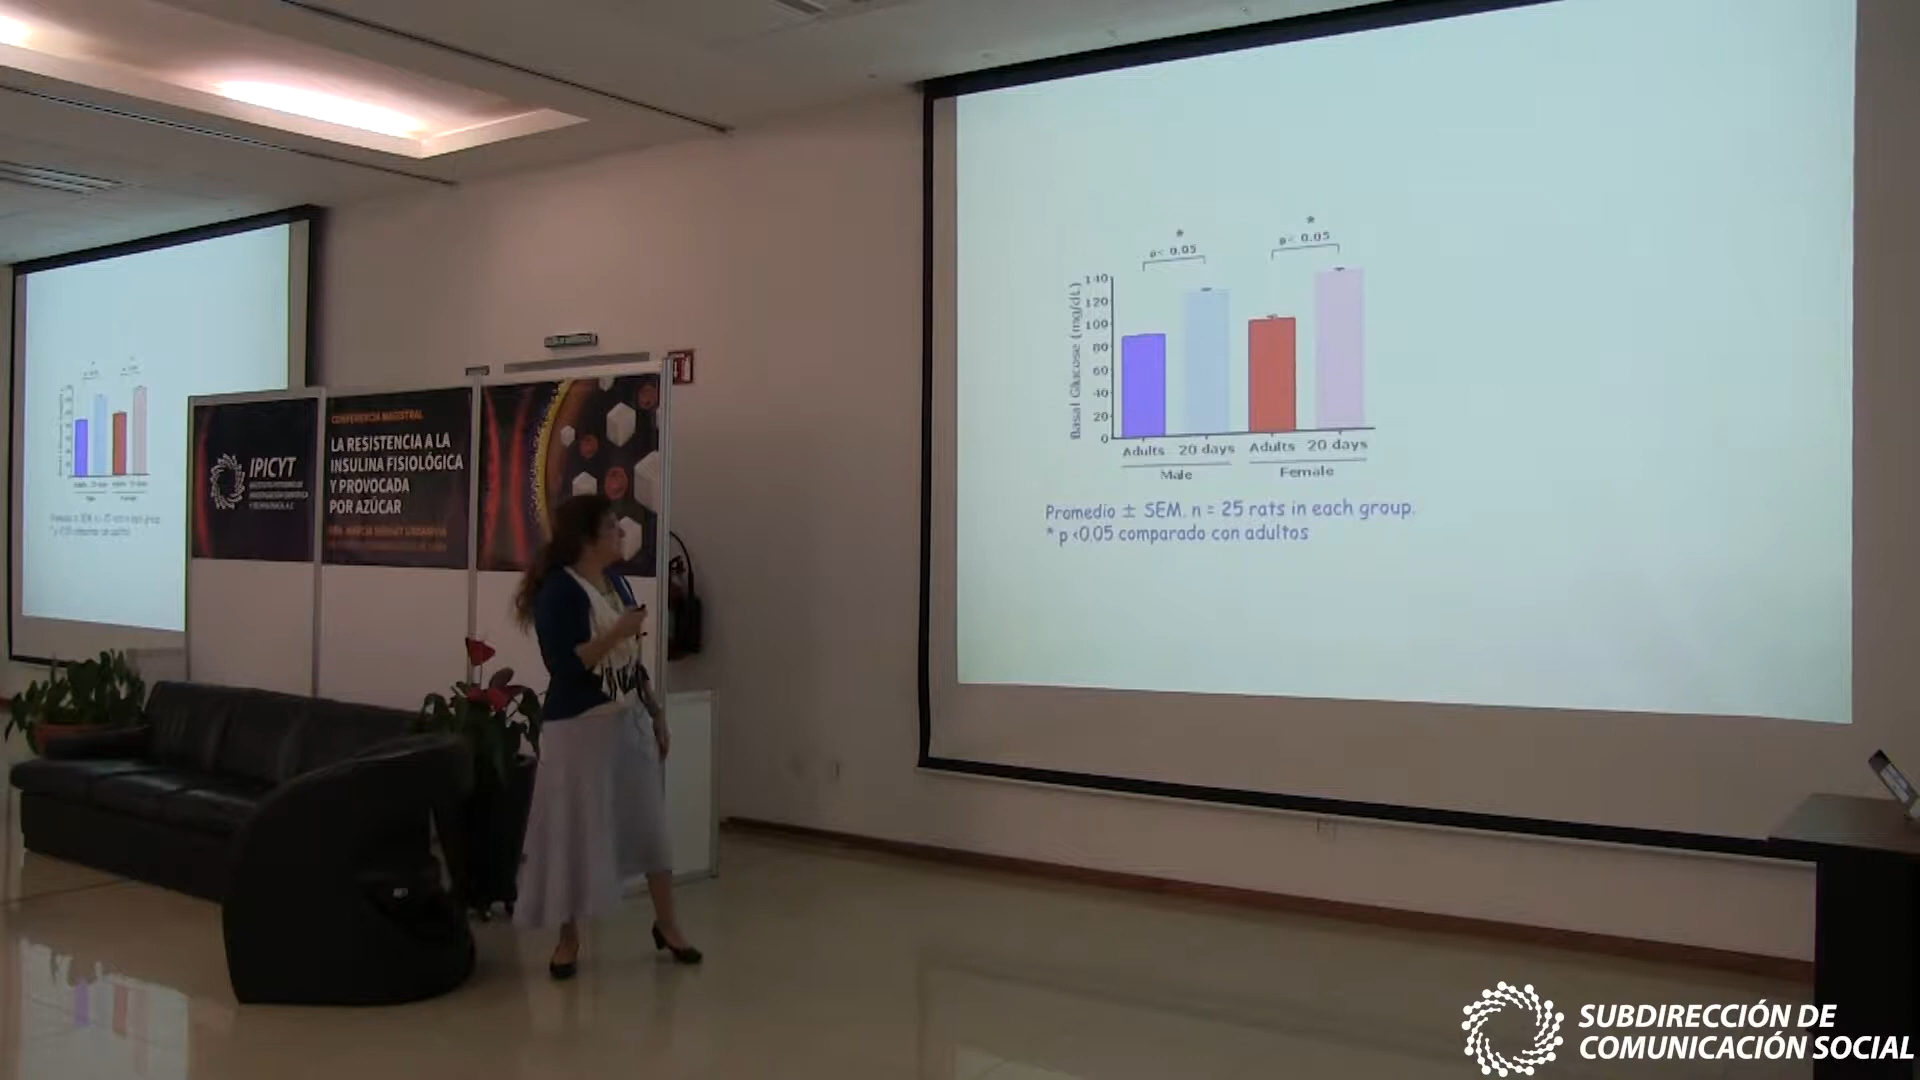 IPICYT
CONFERENCIA MAGISTRAL
LA RESISTENCIA A LA
INSULINA FISIOLÓGICA
Y PROVOCADA
POR AZÚCAR
* *
p< 0.05 p< 0.05
Basal Glucose (mg/dL)
140
120
100
80
60
40
20
0
Adults 20 days Adults 20 days
Male Female
Promedio ± SEM. n = 25 rats in each group.
* p <0.05 comparado con adultos
SUBDIRECCIÓN DE
COMUNICACIÓN SOCIAL